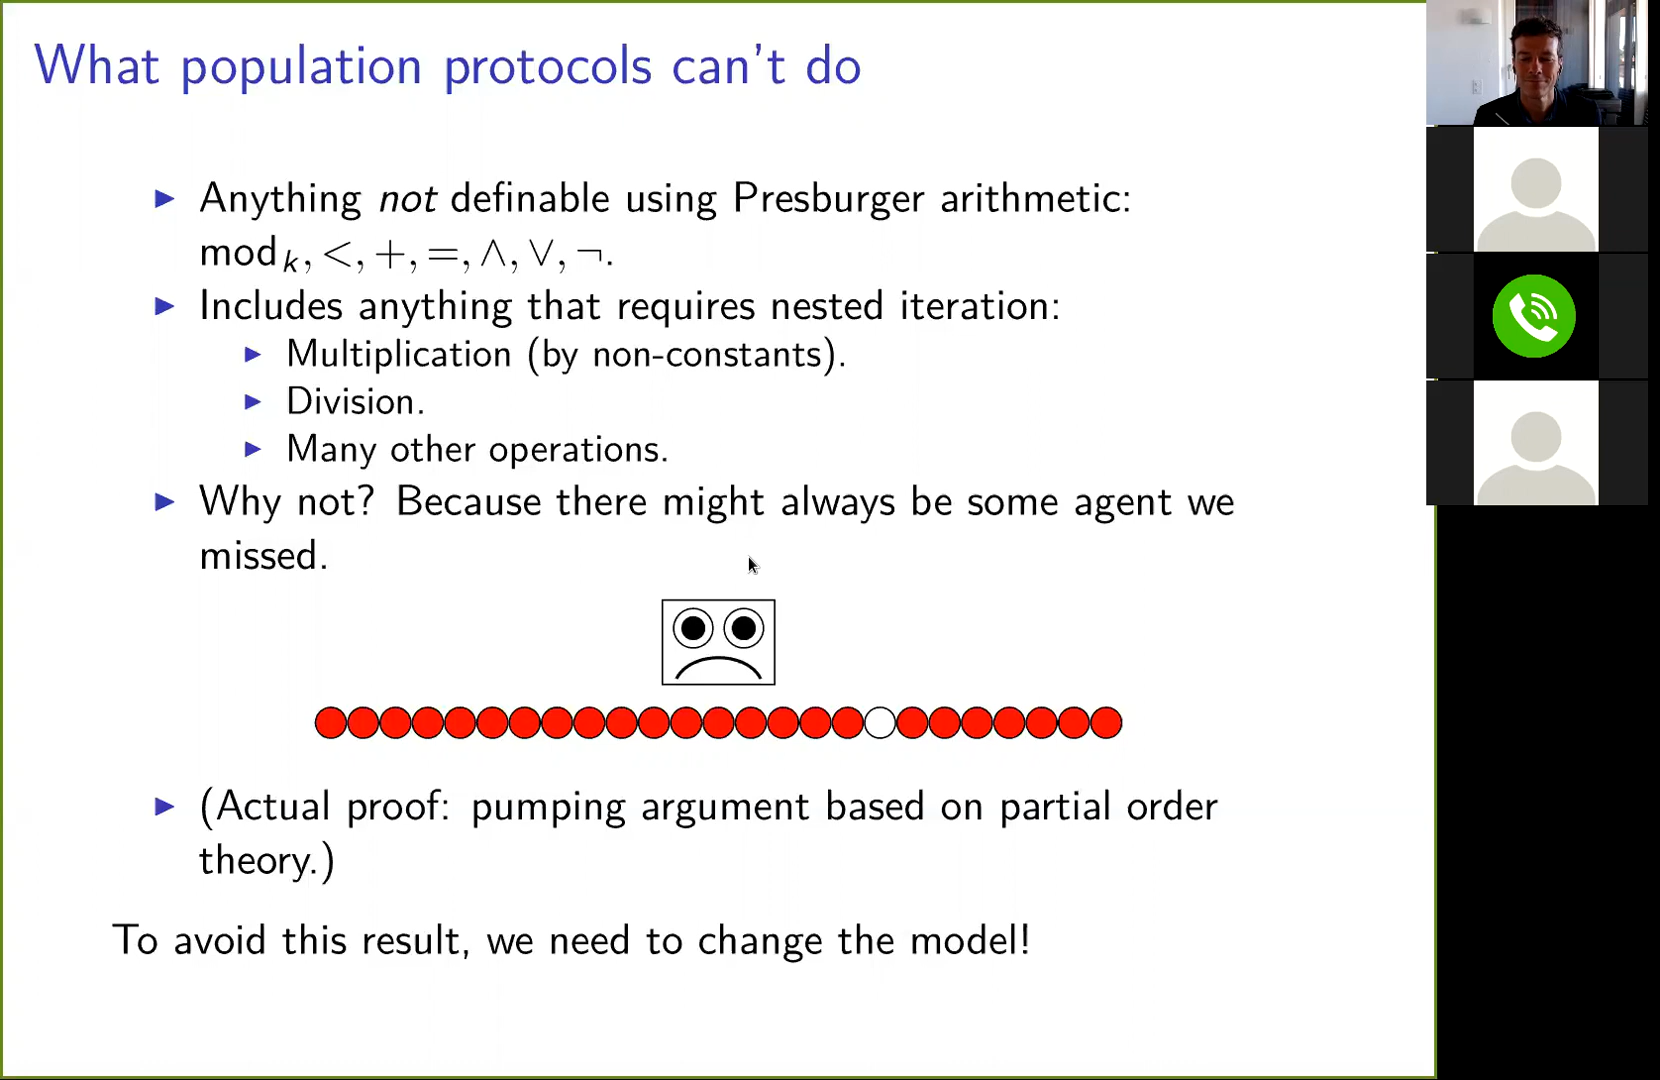 What population protocols can't do
▶ Anything not definable using Presburger arithmetic:
mod k, <, +, =, ∧, ∨, ¬.
▶ Includes anything that requires nested iteration:
▶ Multiplication (by non-constants).
▶ Division.
▶ Many other operations.
▶ Why not? Because there might always be some agent we
missed.
▶ (Actual proof: pumping argument based on partial order
theory.)
To avoid this result, we need to change the model!